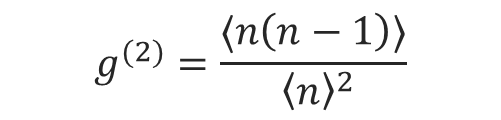 g⁽²⁾ = ⟨n(n − 1)⟩ / ⟨n⟩²